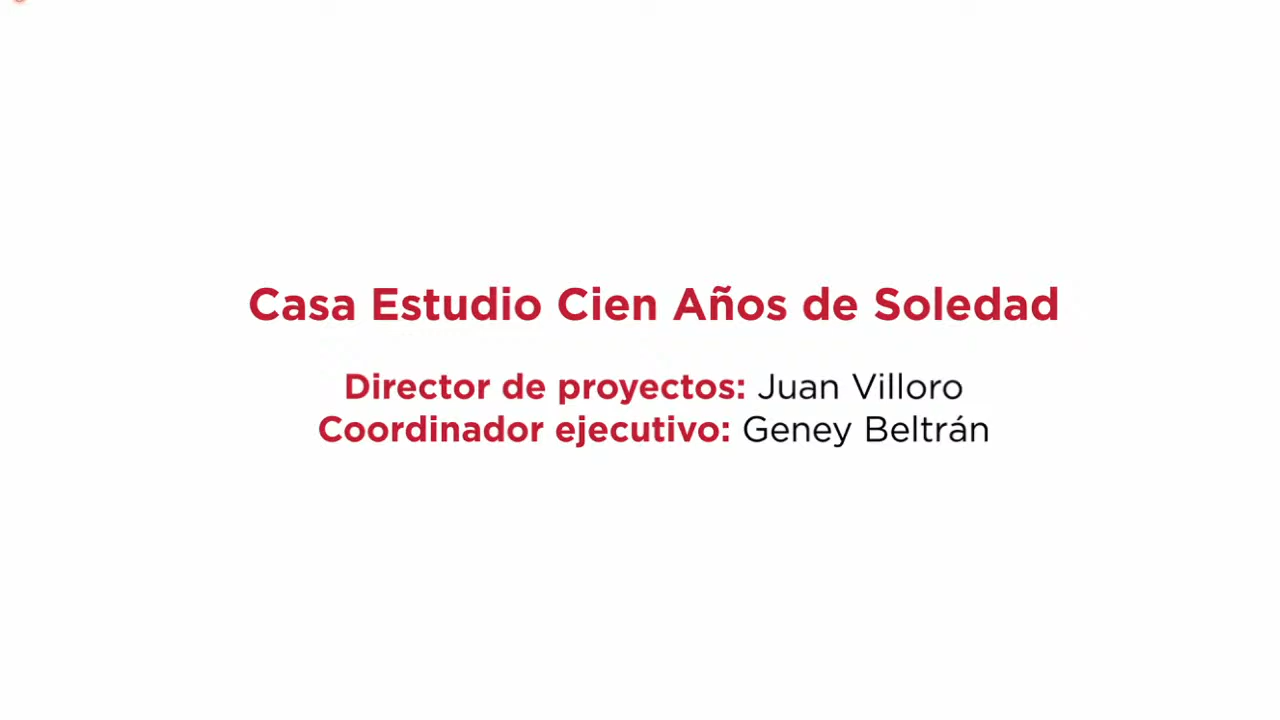 Casa Estudio Cien Años de Soledad
Director de proyectos: Juan Villoro
Coordinador ejecutivo: Geney Beltrán